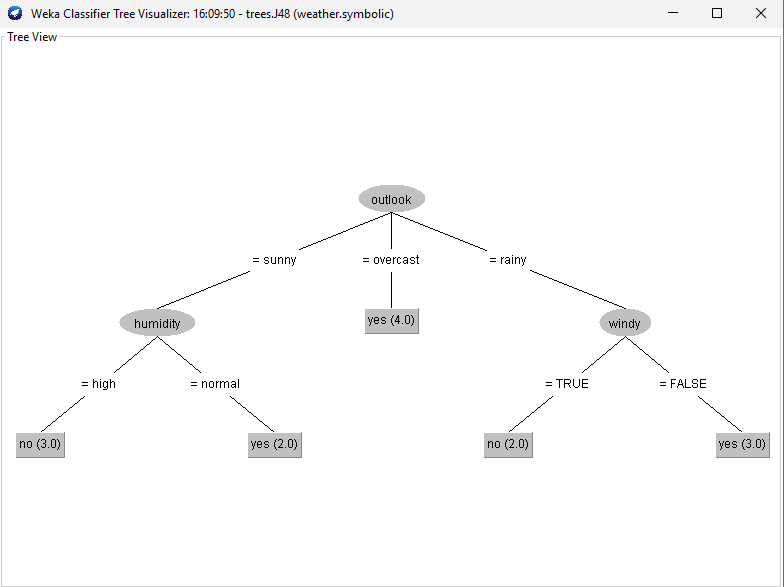 Weka Classifier Tree Visualizer: 16:09:50 - trees.J48 (weather.symbolic)
Tree View
outlook
= sunny
= overcast
= rainy
humidity
yes (4.0)
windy
= high
= normal
= TRUE
= FALSE
no (3.0)
yes (2.0)
no (2.0)
yes (3.0)